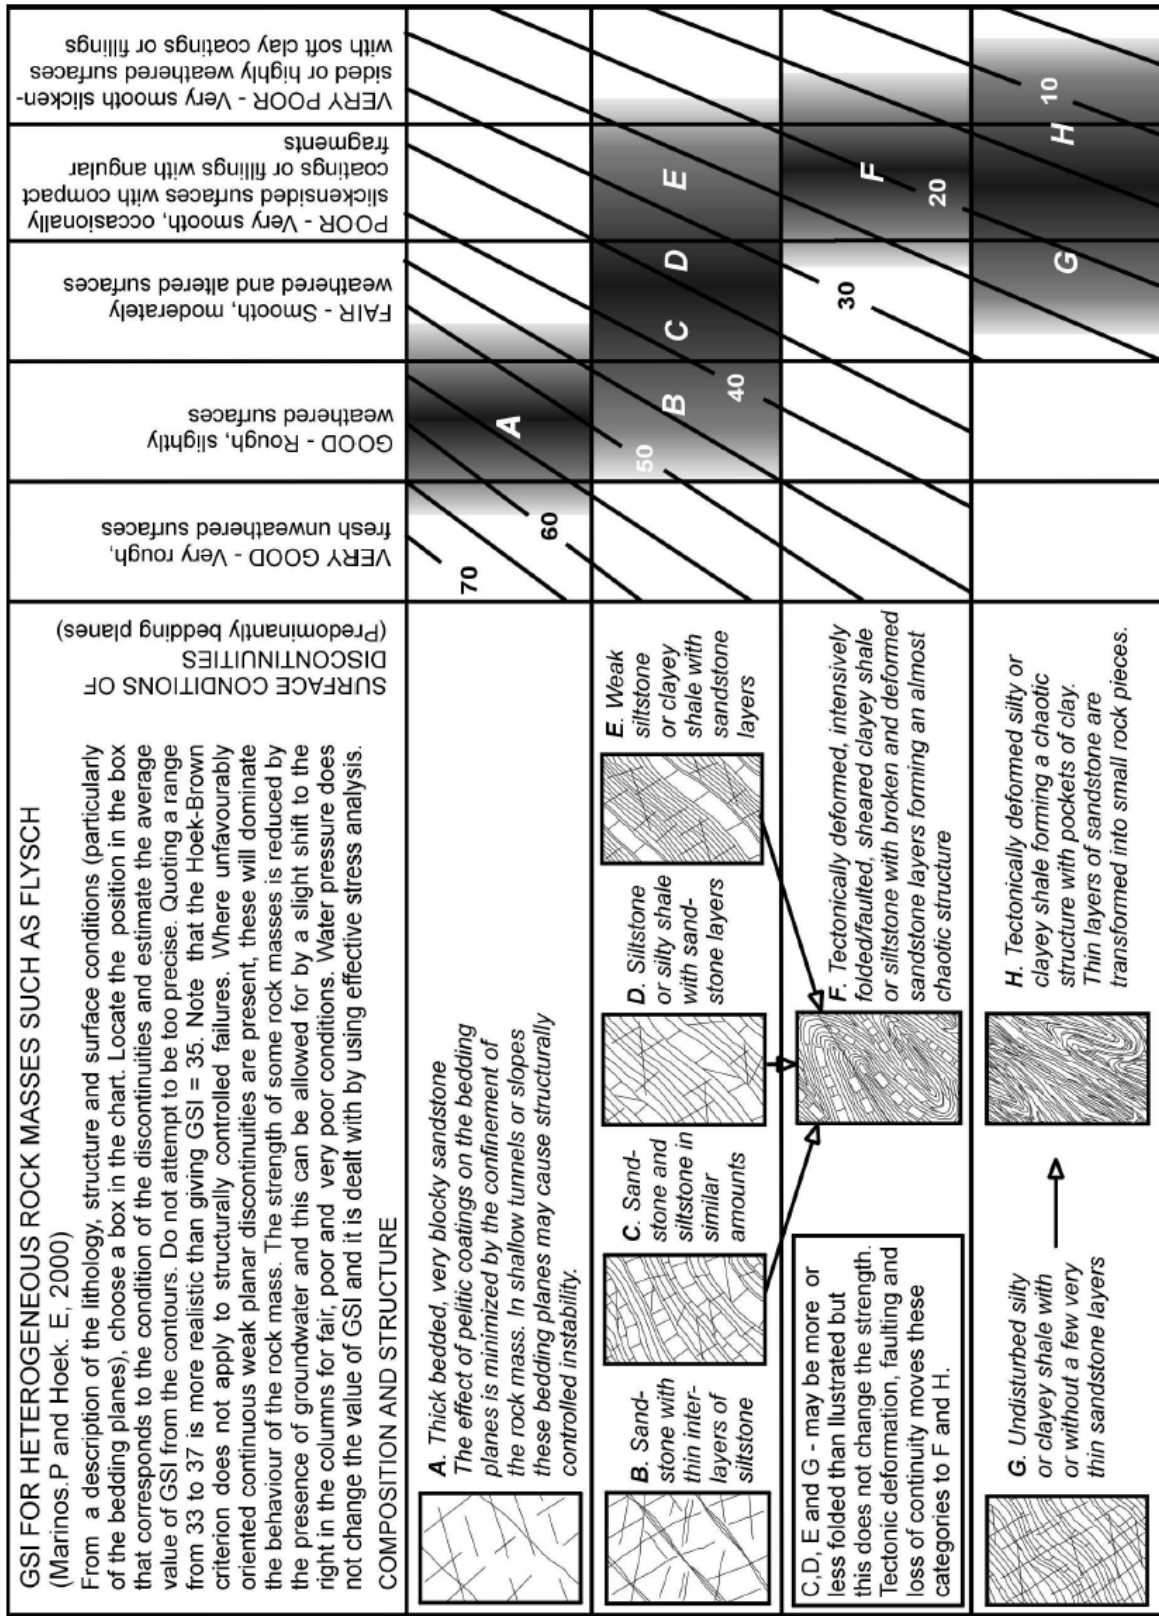 GSI FOR HETEROGENEOUS ROCK MASSES SUCH AS FLYSCH
(Marinos.P and Hoek. E, 2000)
From a description of the lithology, structure and surface conditions (particularly
of the bedding planes), choose a box in the chart. Locate the position in the box
that corresponds to the condition of the discontinuities and estimate the average
value of GSI from the contours. Do not attempt to be too precise. Quoting a range
from 33 to 37 is more realistic than giving GSI = 35. Note that the Hoek-Brown
criterion does not apply to structurally controlled failures. Where unfavourably
oriented continuous weak planar discontinuities are present, these will dominate
the behaviour of the rock mass. The strength of some rock masses is reduced by
the presence of groundwater and this can be allowed for by a slight shift to the
right in the columns for fair, poor and very poor conditions. Water pressure does
not change the value of GSI and it is dealt with by using effective stress analysis.
COMPOSITION AND STRUCTURE
SURFACE CONDITIONS OF
DISCONTINUITIES
(Predominantly bedding planes)
VERY GOOD - Very rough,
fresh unweathered surfaces
GOOD - Rough, slightly
weathered surfaces
FAIR - Smooth, moderately
weathered and altered surfaces
POOR - Very smooth, occasionally
slickensided surfaces with compact
coatings or fillings with angular
fragments
VERY POOR - Very smooth slicken-
sided or highly weathered surfaces
with soft clay coatings or fillings
A. Thick bedded, very blocky sandstone
The effect of pelitic coatings on the bedding
planes is minimized by the confinement of
the rock mass. In shallow tunnels or slopes
these bedding planes may cause structurally
controlled instability.
70
60
A
B. Sand-
stone with
thin inter-
layers of
siltstone
C. Sand-
stone and
siltstone in
similar
amounts
D. Siltstone
or silty shale
with sand-
stone layers
E. Weak
siltstone
or clayey
shale with
sandstone
layers
50
B
40
C
D
E
C,D, E and G - may be more or
less folded than llustrated but
this does not change the strength.
Tectonic deformation, faulting and
loss of continuity moves these
categories to F and H.
F. Tectonically deformed, intensively
folded/faulted, sheared clayey shale
or siltstone with broken and deformed
sandstone layers forming an almost
chaotic structure
30
F
20
G. Undisturbed silty
or clayey shale with
or without a few very
thin sandstone layers
H. Tectonically deformed silty or
clayey shale forming a chaotic
structure with pockets of clay.
Thin layers of sandstone are
transformed into small rock pieces.
G
H
10